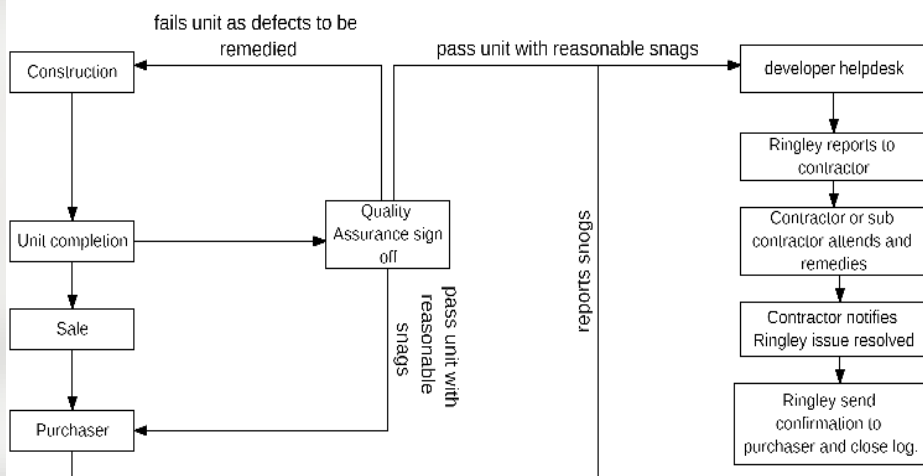 fails unit as defects to be
remedied
pass unit with reasonable snags
Construction
developer helpdesk
Ringley reports to
contractor
Quality
Assurance sign
off
Contractor or sub
contractor attends and
remedies
Unit completion
reports snogs
pass unit with
reasonable
snags
Sale
Contractor notifies
Ringley issue resolved
Purchaser
Ringley send
confirmation to
purchaser and close log.